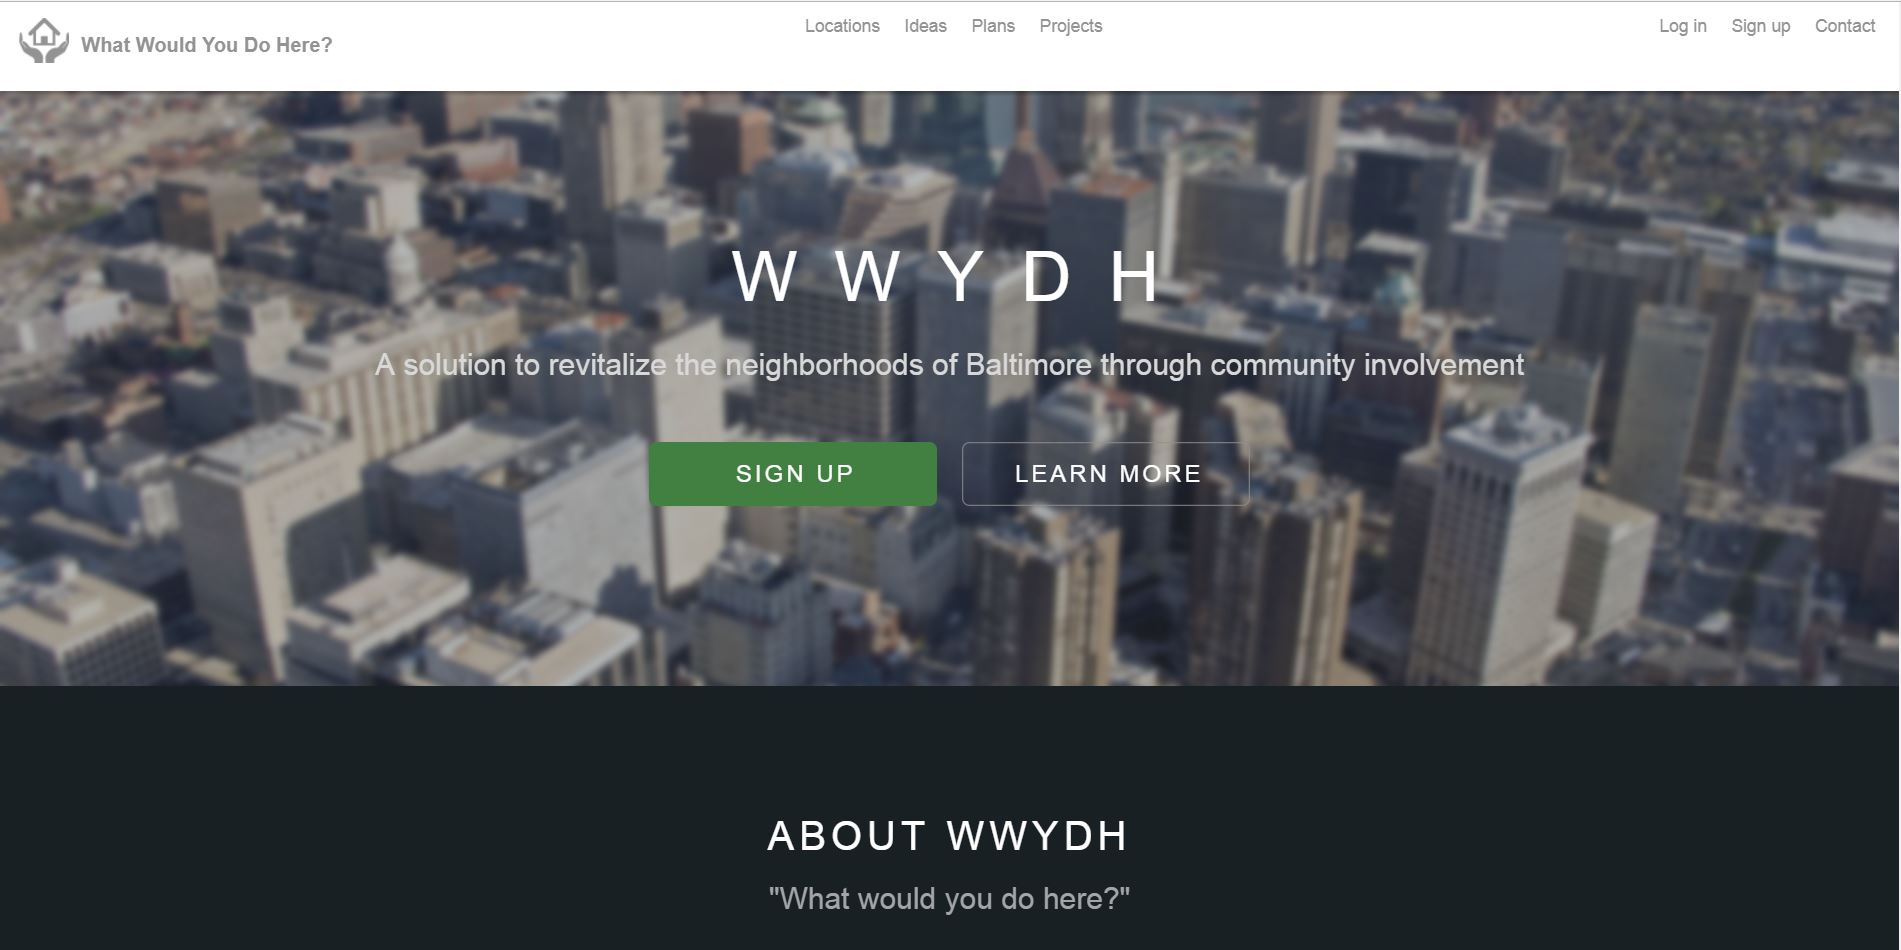 What Would You Do Here?
Locations Ideas Plans Projects
Log in Sign up Contact
W W Y D H
A solution to revitalize the neighborhoods of Baltimore through community involvement
SIGN UP
LEARN MORE
ABOUT WWYDH
"What would you do here?"